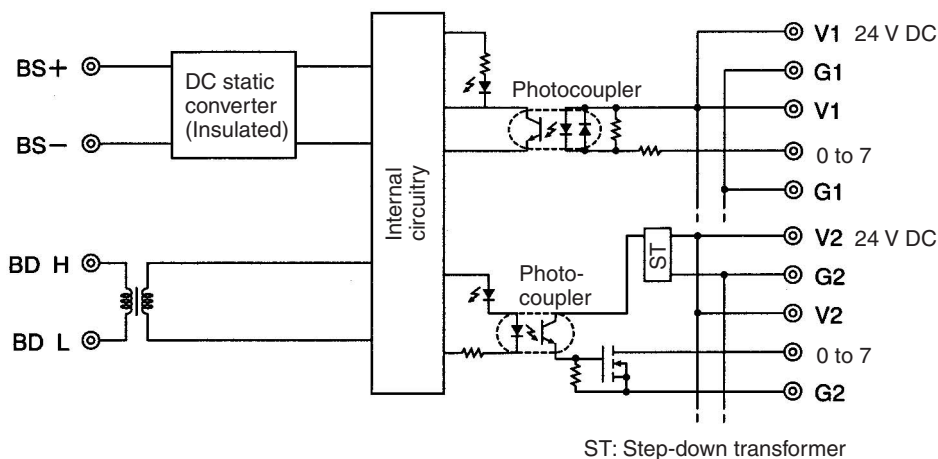 BS+
BS−
DC static
converter
(Insulated)
BD H
BD L
Internal
circuitry
Photocoupler
V1 24 V DC
G1
V1
0 to 7
G1
Photo-
coupler
ST
V2 24 V DC
G2
V2
0 to 7
G2
ST: Step-down transformer